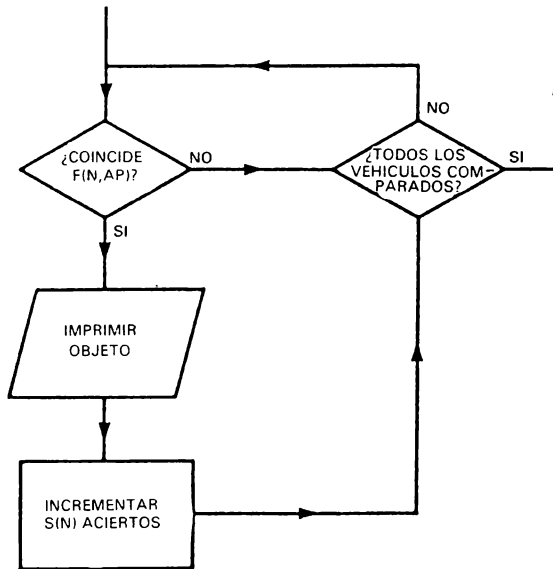 ¿COINCIDE
F(N,AP)?
NO
SI
¿TODOS LOS
VEHICULOS COM-
PARADOS?
NO
SI
IMPRIMIR
OBJETO
INCREMENTAR
S(N) ACIERTOS